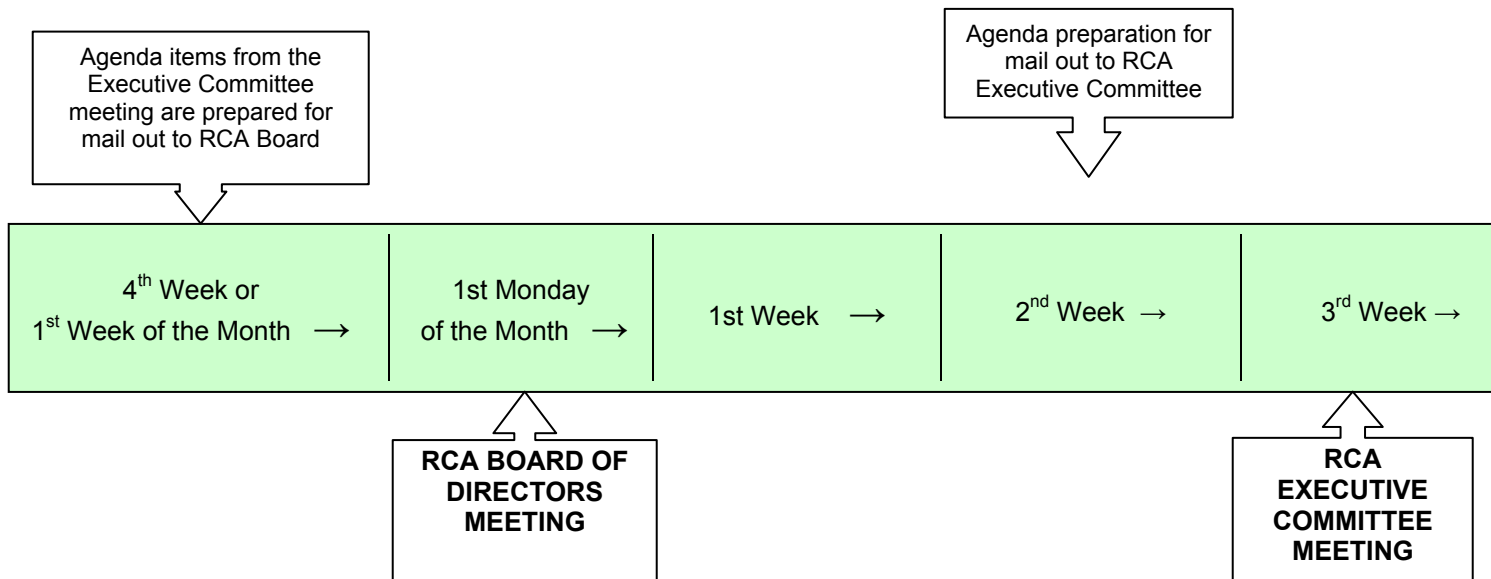 Agenda items from the
Executive Committee
meeting are prepared for
mail out to RCA Board
Agenda preparation for
mail out to RCA
Executive Committee
4th Week or
1st Week of the Month →
1st Monday
of the Month →
1st Week →
2nd Week →
3rd Week →
RCA BOARD OF
DIRECTORS
MEETING
RCA
EXECUTIVE
COMMITTEE
MEETING